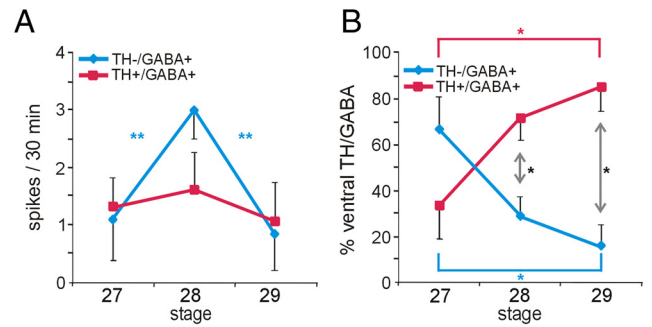 A
TH-/GABA+
TH+/GABA+
spikes / 30 min
4
3
2
1
0
**
**
27
28
29
stage
B
TH-/GABA+
TH+/GABA+
% ventral TH/GABA
100
80
60
40
20
0
*
*
*
*
27
28
29
stage